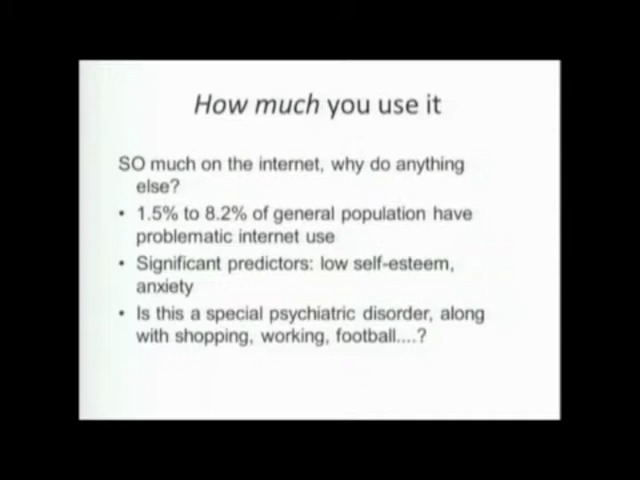 How much you use it
SO much on the internet, why do anything
else?
• 1.5% to 8.2% of general population have
problematic internet use
• Significant predictors: low self-esteem,
anxiety
• Is this a special psychiatric disorder, along
with shopping, working, football....?